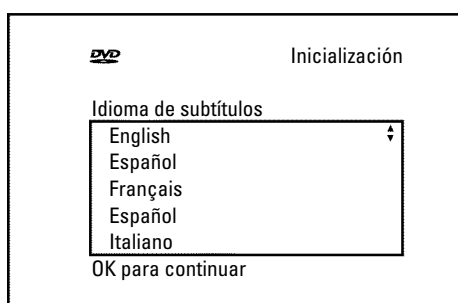 DVD
Inicialización
Idioma de subtítulos
English
Español
Français
Español
Italiano
OK para continuar